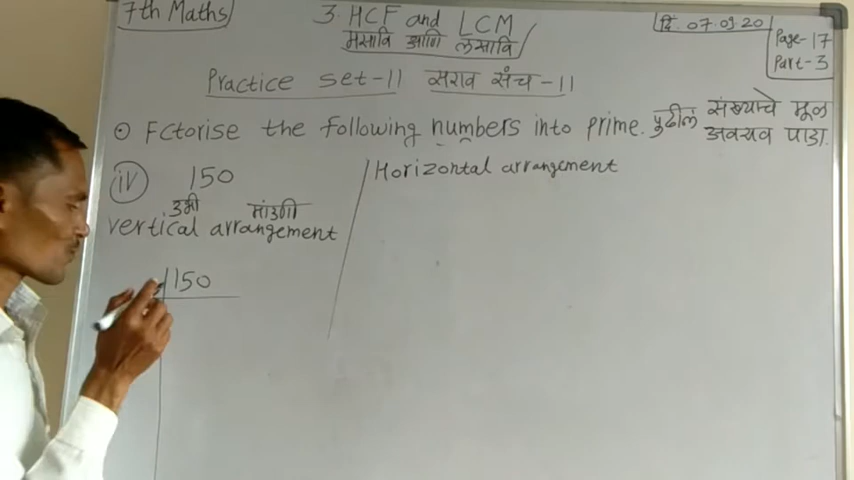 7th Maths
3. HCF and LCM
मसावि आणि लसावि
दि. 07.09.20
Page-17
Part-3
Practice set-11 सराव संच-11
Fctorise the following numbers into prime. पुढील संख्यांचे मूळ
अवयव पाडा.
iv 150
Horizontal arrangement
उभी मांडणी
vertical arrangement
150